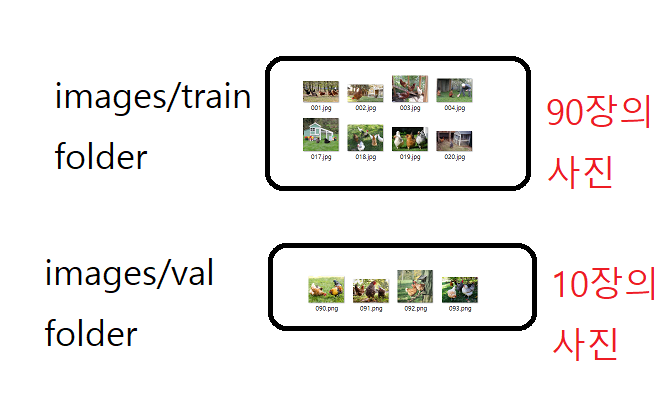 images/train
folder
001.jpg 002.jpg 003.jpg 004.jpg
017.jpg 018.jpg 019.jpg 020.jpg
90장의
사진
images/val
folder
090.png 091.png 092.png 093.png
10장의
사진